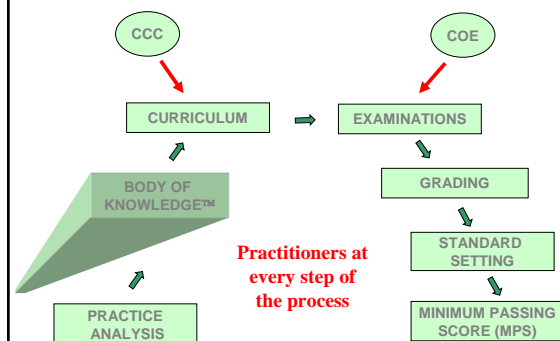 CCC
COE
CURRICULUM
EXAMINATIONS
BODY OF
KNOWLEDGE™
GRADING
Practitioners at
every step of
the process
STANDARD
SETTING
PRACTICE
ANALYSIS
MINIMUM PASSING
SCORE (MPS)